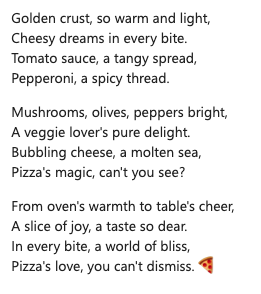 Golden crust, so warm and light,
Cheesy dreams in every bite.
Tomato sauce, a tangy spread,
Pepperoni, a spicy thread.
Mushrooms, olives, peppers bright,
A veggie lover's pure delight.
Bubbling cheese, a molten sea,
Pizza's magic, can't you see?
From oven's warmth to table's cheer,
A slice of joy, a taste so dear.
In every bite, a world of bliss,
Pizza's love, you can't dismiss. 🍕